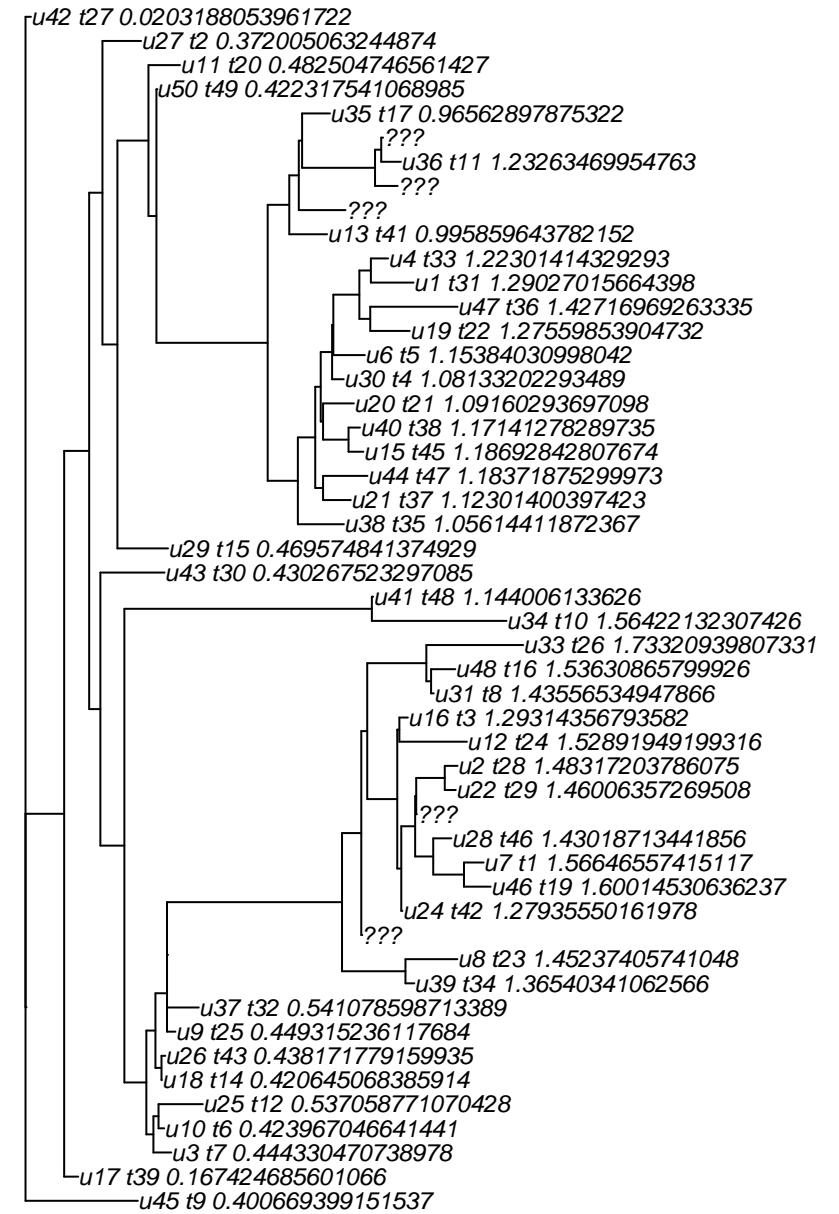 u42 t27 0.0203188053961722
u27 t2 0.372005063244874
u11 t20 0.482504746561427
u50 t49 0.422317541068985
u35 t17 0.96562897875322
???
u36 t11 1.23263469954763
???
???
u13 t41 0.995859643782152
u4 t33 1.22301414329293
u1 t31 1.29027015664398
u47 t36 1.42716969263335
u19 t22 1.27559853904732
u6 t5 1.15384030998042
u30 t4 1.08133202293489
u20 t21 1.09160293697098
u40 t38 1.17141278289735
u15 t45 1.18692842807674
u44 t47 1.18371875299973
u21 t37 1.12301400397423
u38 t35 1.05614411872367
u29 t15 0.469574841374929
u43 t30 0.430267523297085
u41 t48 1.144006133626
u34 t10 1.56422132307426
u33 t26 1.73320939807331
u48 t16 1.53630865799926
u31 t8 1.43556534947866
u16 t3 1.29314356793582
u12 t24 1.52891949199316
u2 t28 1.48317203786075
u22 t29 1.46006357269508
???
u28 t46 1.43018713441856
u7 t1 1.56646557415117
u46 t19 1.60014530636237
u24 t42 1.27935550161978
???
u8 t23 1.45237405741048
u39 t34 1.36540341062566
u37 t32 0.541078598713389
u9 t25 0.449315236117684
u26 t43 0.438171779159935
u18 t14 0.420645068385914
u25 t12 0.537058771070428
u10 t6 0.423967046641441
u3 t7 0.444330470738978
u17 t39 0.167424685601066
u45 t9 0.400669399151537